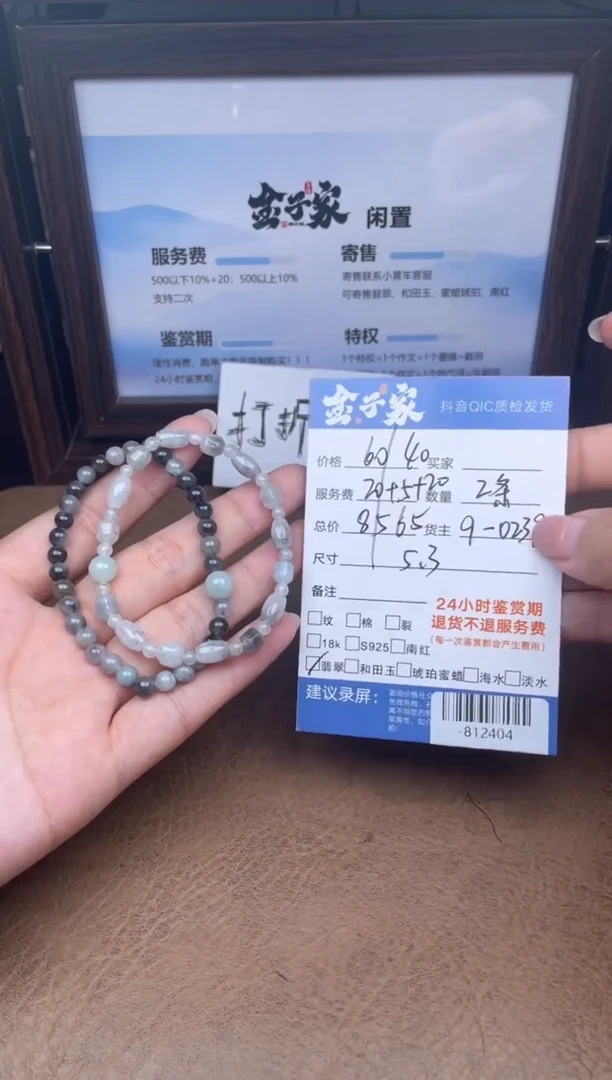 金子家 闲置
服务费
500以下10%+20；500以上10%
支持二次
寄售
寄售联系小黄车客服
可寄售翡翠、和田玉、蜜蜡琥珀、南红
鉴赏期
24小时鉴赏期
特权
打折
金子家 抖音QIC质检发货
价格 60 40 买家
服务费 20+5+20 数量 2条
总价 85 65 货主 9-0239
尺寸 5.3
备注
24小时鉴赏期
退货不退服务费
(每一次鉴赏都会产生费用)
纹 棉 裂
18k S925 南红
翡翠 和田玉 琥珀蜜蜡 海水 淡水
建议录屏：
-812404